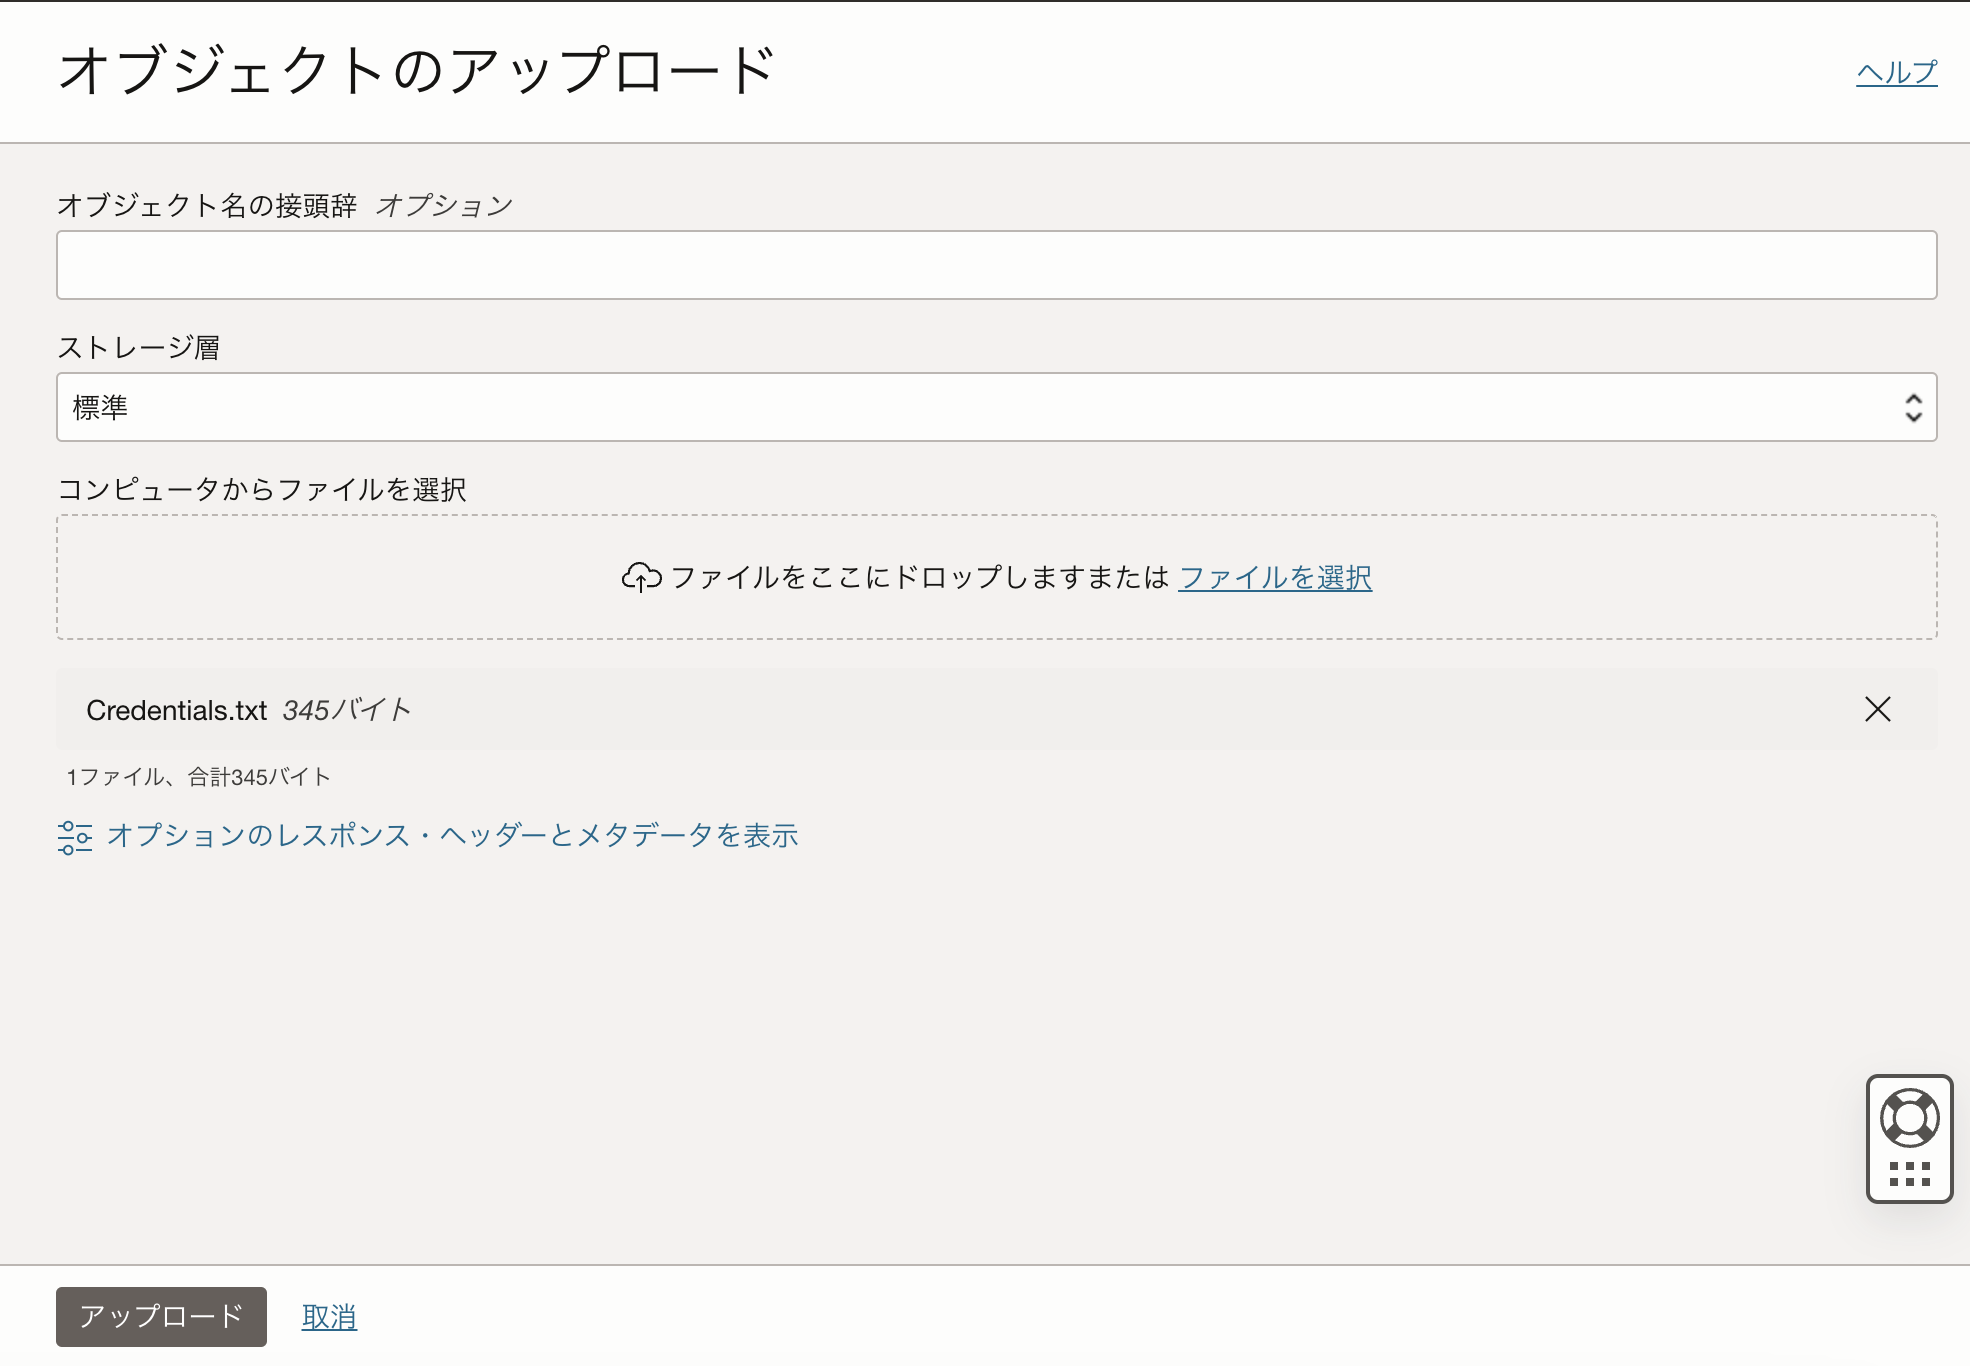 オブジェクトのアップロード
ヘルプ
オブジェクト名の接頭辞 オプション
ストレージ層
標準
コンピュータからファイルを選択
ファイルをここにドロップしますまたは ファイルを選択
Credentials.txt 345バイト
1ファイル、合計345バイト
オプションのレスポンス・ヘッダーとメタデータを表示
アップロード 取消